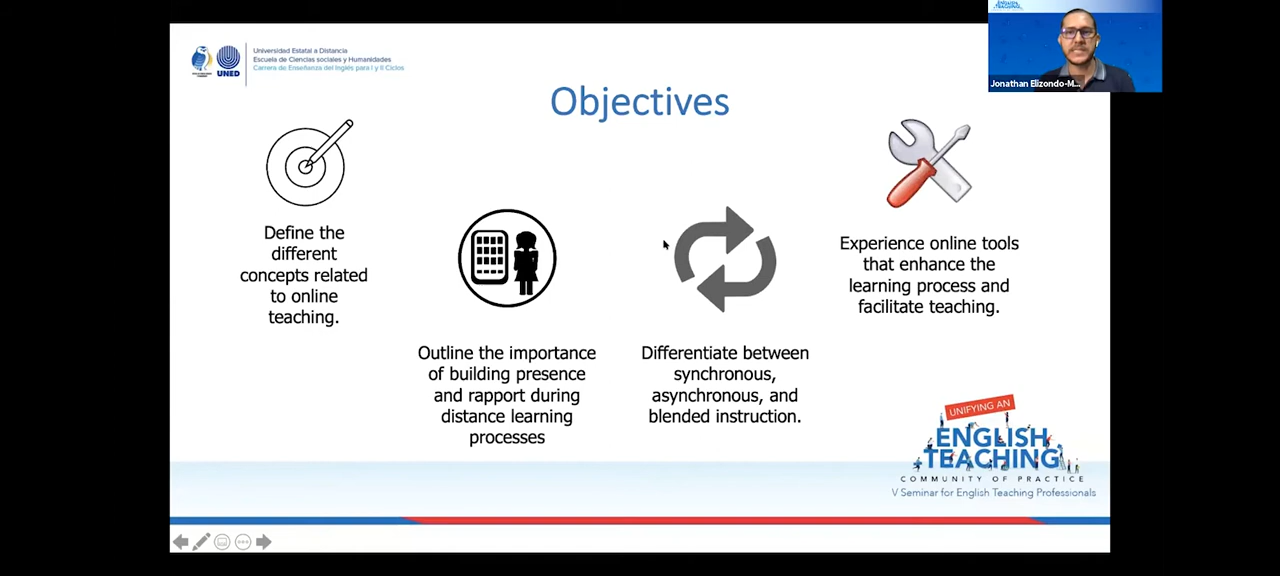 Universidad Estatal a Distancia
Escuela de Ciencias sociales y Humanidades
Carrera de Enseñanza del Inglés para I y II Ciclos
UNED
ENGLISH
TEACHING
Jonathan Elizondo-M...
Objectives
Define the
different
concepts related
to online
teaching.
Outline the importance
of building presence
and rapport during
distance learning
processes
Differentiate between
synchronous,
asynchronous, and
blended instruction.
Experience online tools
that enhance the
learning process and
facilitate teaching.
UNIFYING AN
ENGLISH
TEACHING
COMMUNITY OF PRACTICE
V Seminar for English Teaching Professionals